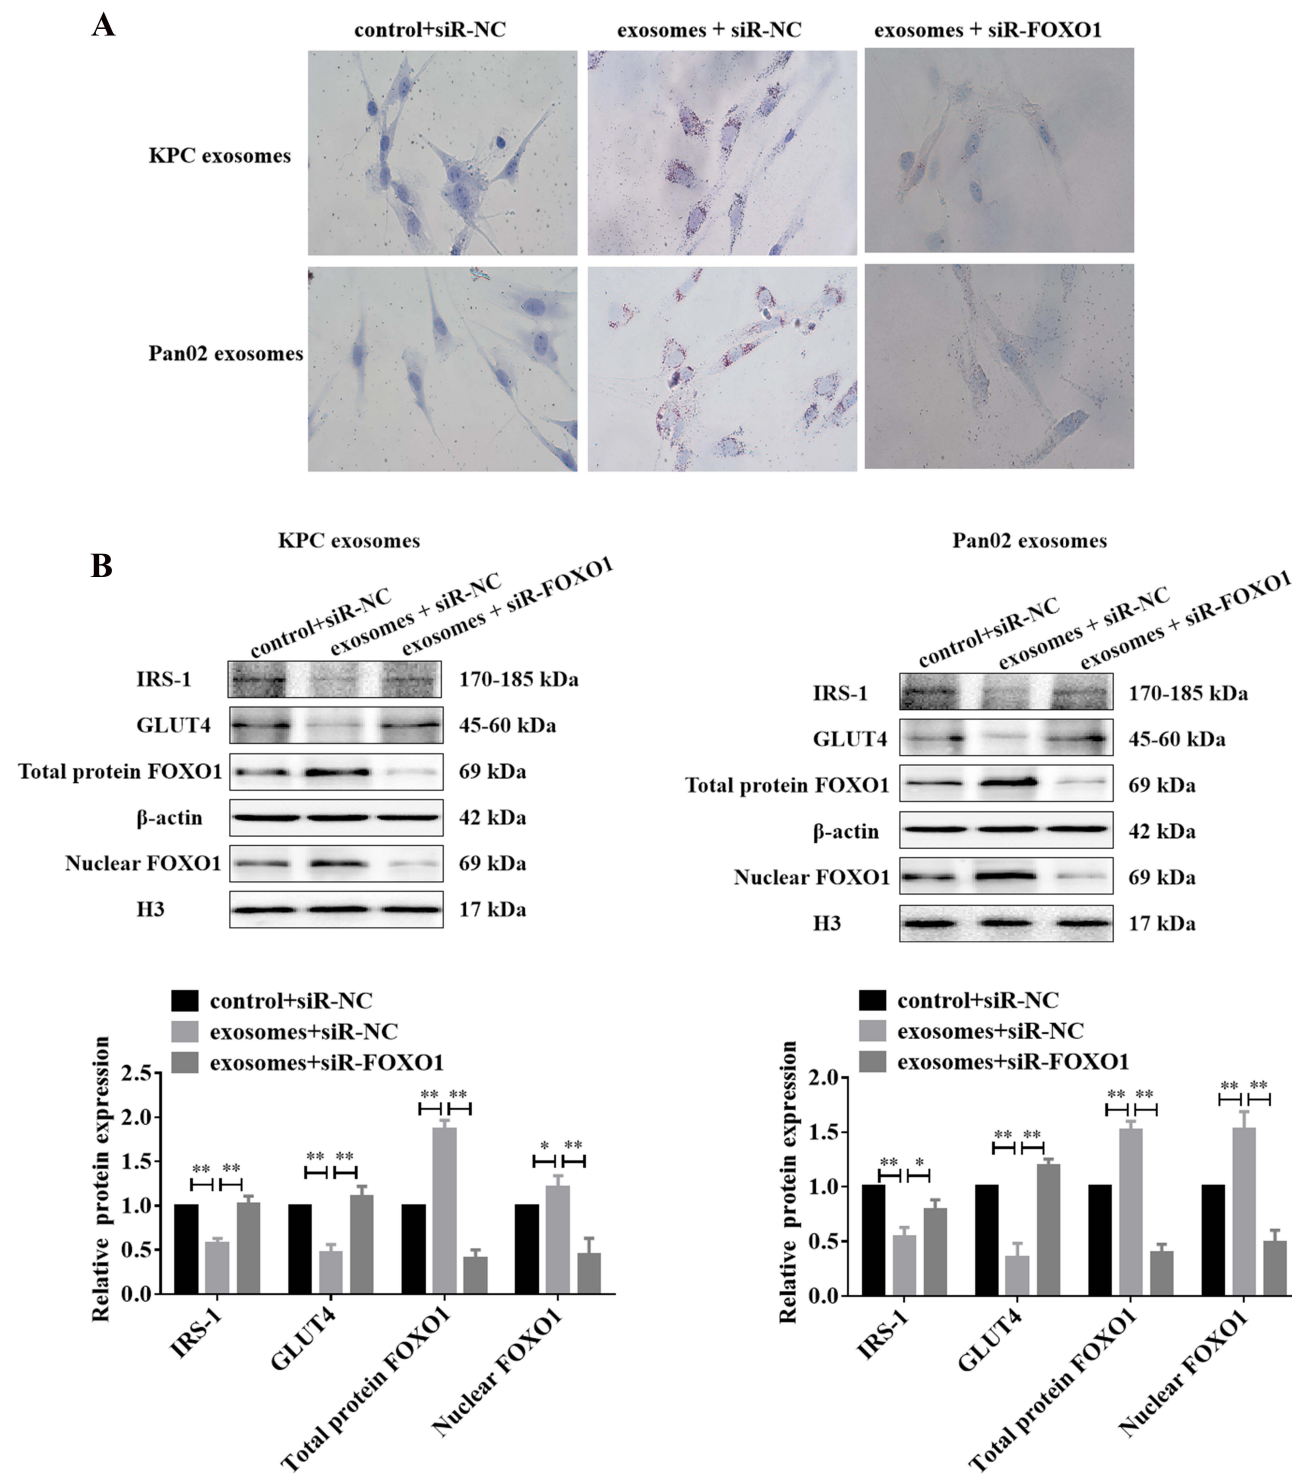 A
control+siR-NC exosomes + siR-NC exosomes + siR-FOXO1
KPC exosomes
Pan02 exosomes
B
KPC exosomes
control+siR-NC
exosomes + siR-NC
exosomes + siR-FOXO1
IRS-1 170-185 kDa
GLUT4 45-60 kDa
Total protein FOXO1 69 kDa
β-actin 42 kDa
Nuclear FOXO1 69 kDa
H3 17 kDa
Pan02 exosomes
control+siR-NC
exosomes + siR-NC
exosomes + siR-FOXO1
IRS-1 170-185 kDa
GLUT4 45-60 kDa
Total protein FOXO1 69 kDa
β-actin 42 kDa
Nuclear FOXO1 69 kDa
H3 17 kDa
control+siR-NC
exosomes+siR-NC
exosomes+siR-FOXO1
Relative protein expression
2.5
2.0
1.5
1.0
0.5
0.0
** ** ** ** ** ** * **
IRS-1
GLUT4
Total protein FOXO1
Nuclear FOXO1
control+siR-NC
exosomes+siR-NC
exosomes+siR-FOXO1
Relative protein expression
2.0
1.5
1.0
0.5
0.0
** * ** ** ** ** ** **
IRS-1
GLUT4
Total protein FOXO1
Nuclear FOXO1